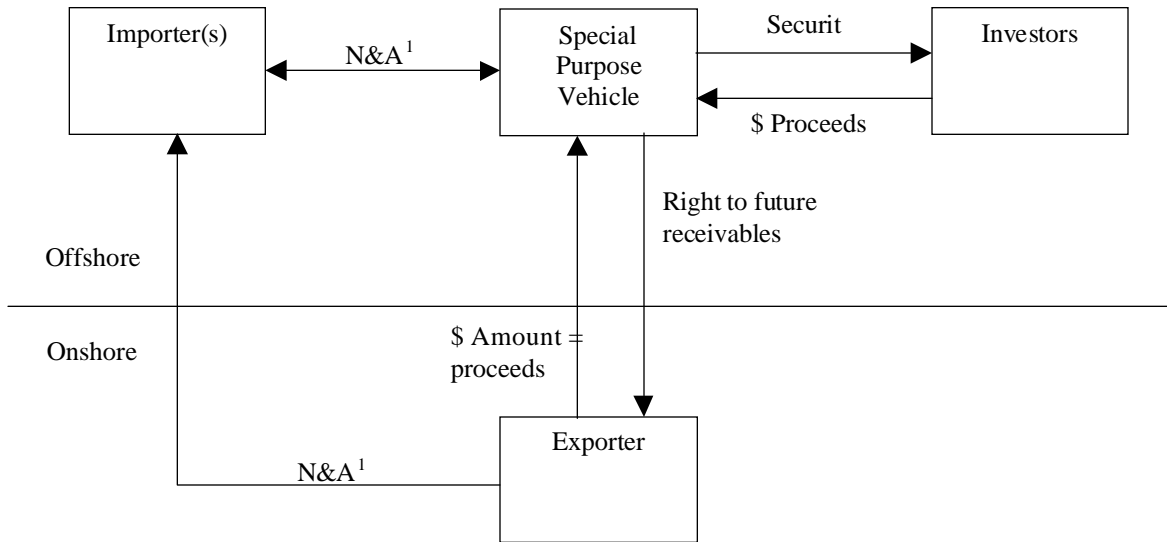 Importer(s)
N&A¹
Special
Purpose
Vehicle
Securit
$ Proceeds
Investors
Right to future
receivables
Offshore
Onshore
$ Amount =
proceeds
Exporter
N&A¹